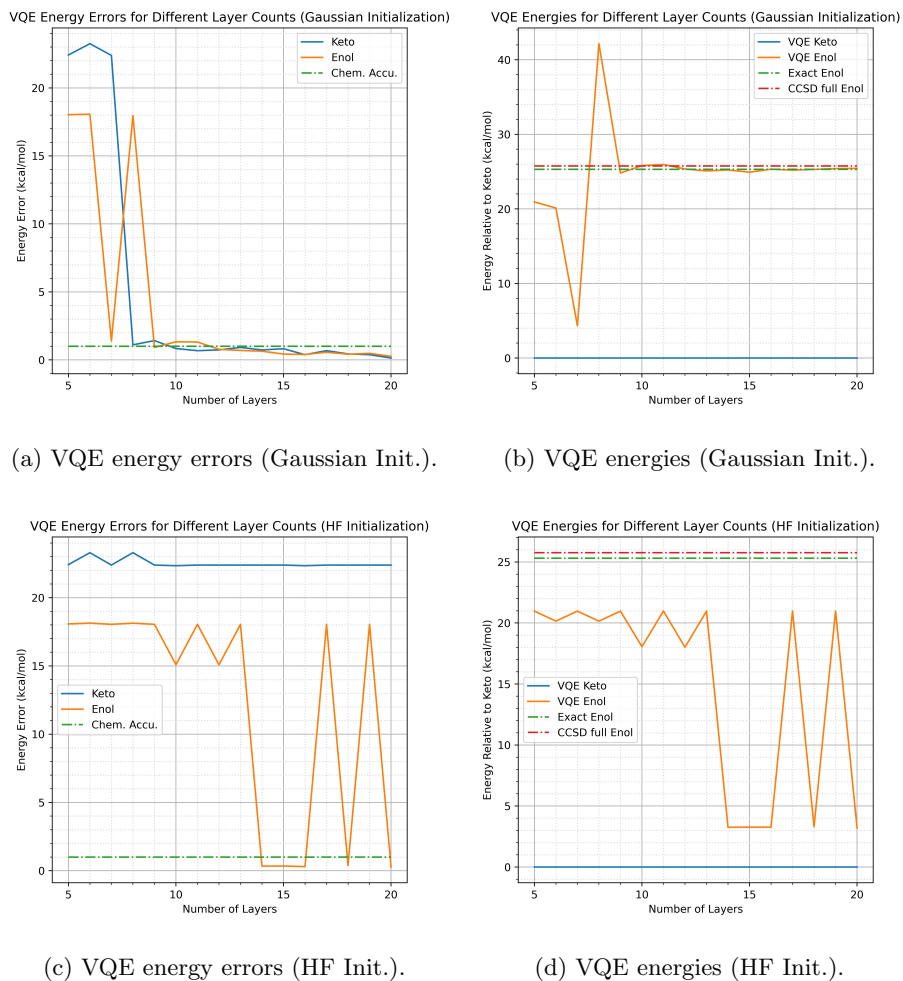 VQE Energy Errors for Different Layer Counts (Gaussian Initialization)
Energy Error (kcal/mol)
20
15
10
5
0
Keto
Enol
Chem. Accu.
5
10
15
20
Number of Layers
(a) VQE energy errors (Gaussian Init.).
VQE Energies for Different Layer Counts (Gaussian Initialization)
Energy Relative to Keto (kcal/mol)
40
30
20
10
0
VQE Keto
VQE Enol
Exact Enol
CCSD full Enol
5
10
15
20
Number of Layers
(b) VQE energies (Gaussian Init.).
VQE Energy Errors for Different Layer Counts (HF Initialization)
Energy Error (kcal/mol)
20
15
10
5
0
Keto
Enol
Chem. Accu.
5
10
15
20
Number of Layers
(c) VQE energy errors (HF Init.).
VQE Energies for Different Layer Counts (HF Initialization)
Energy Relative to Keto (kcal/mol)
25
20
15
10
5
0
VQE Keto
VQE Enol
Exact Enol
CCSD full Enol
5
10
15
20
Number of Layers
(d) VQE energies (HF Init.).